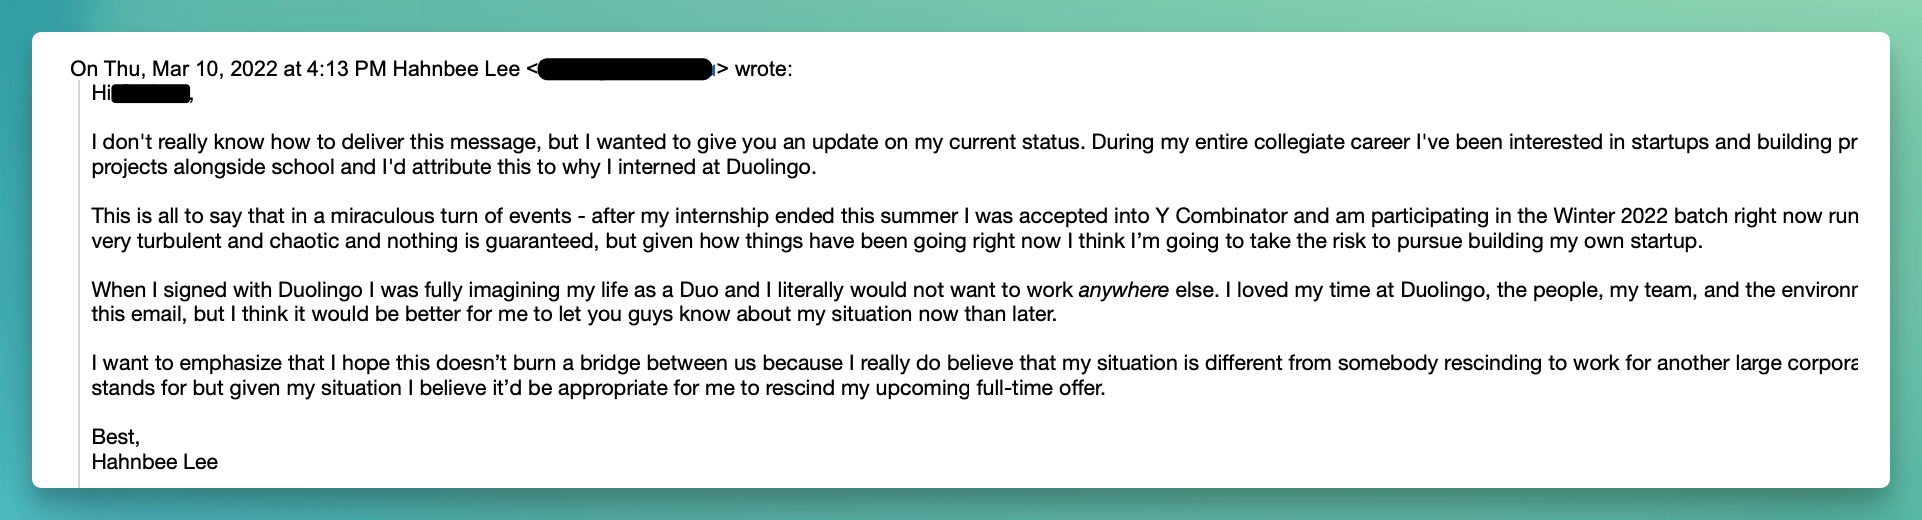 On Thu, Mar 10, 2022 at 4:13 PM Hahnbee Lee < > wrote:
Hi ,
I don't really know how to deliver this message, but I wanted to give you an update on my current status. During my entire collegiate career I've been interested in startups and building pr
projects alongside school and I'd attribute this to why I interned at Duolingo.
This is all to say that in a miraculous turn of events - after my internship ended this summer I was accepted into Y Combinator and am participating in the Winter 2022 batch right now run
very turbulent and chaotic and nothing is guaranteed, but given how things have been going right now I think I’m going to take the risk to pursue building my own startup.
When I signed with Duolingo I was fully imagining my life as a Duo and I literally would not want to work anywhere else. I loved my time at Duolingo, the people, my team, and the environ
this email, but I think it would be better for me to let you guys know about my situation now than later.
I want to emphasize that I hope this doesn’t burn a bridge between us because I really do believe that my situation is different from somebody rescinding to work for another large corpora
stands for but given my situation I believe it’d be appropriate for me to rescind my upcoming full-time offer.
Best,
Hahnbee Lee